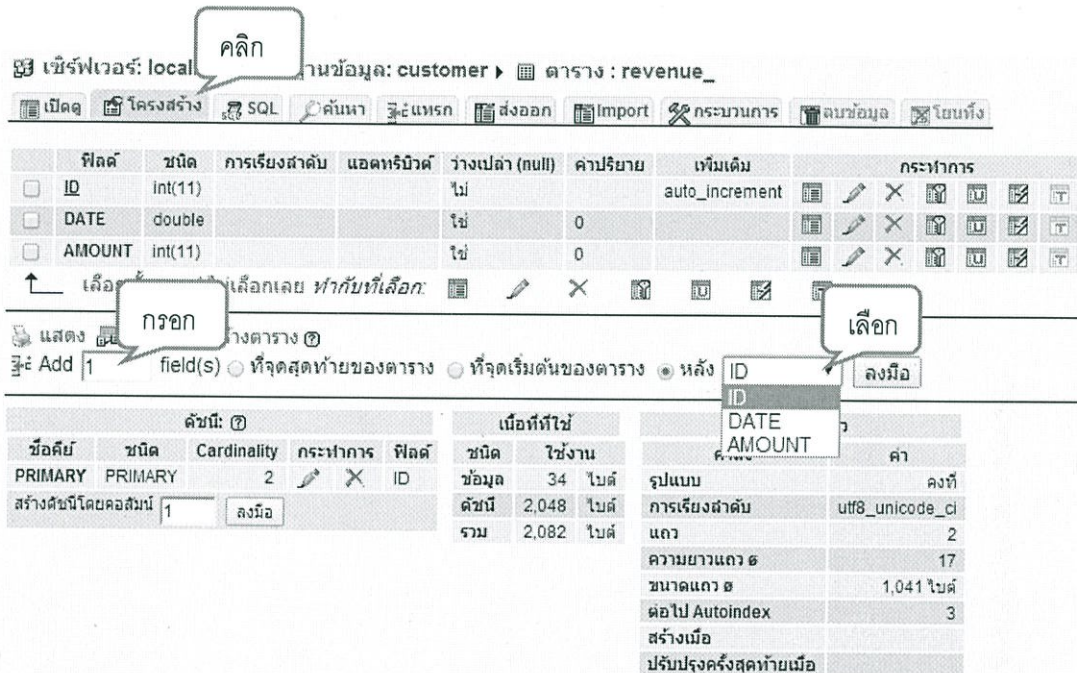 คลิก
เซิร์ฟเวอร์: local านข้อมูล: customer ▸ ตาราง : revenue_
เปิดดู โครงสร้าง SQL ค้นหา แทรก ส่งออก Import กระบวนการ ลบข้อมูล โยนทิ้ง
ฟิลด์ ชนิด การเรียงลำดับ แอตทริบิวต์ ว่างเปล่า (null) ค่าปริยาย เพิ่มเติม กระทำการ
ID int(11) ไม่ auto_increment
DATE double ใช่ 0
AMOUNT int(11) ใช่ 0
เลือก เลือกเลย ทำกับที่เลือก:
กรอก
เลือก
แสดง างตาราง
Add 1 field(s) ที่จุดสุดท้ายของตาราง ที่จุดเริ่มต้นของตาราง หลัง ID ลงมือ
ID
DATE
AMOUNT
ดัชนี:
ชื่อคีย์ ชนิด Cardinality กระทำการ ฟิลด์
PRIMARY PRIMARY 2 ID
สร้างดัชนีโดยคอลัมน์ 1 ลงมือ
เนื้อที่ที่ใช้
ชนิด ใช้งาน
ข้อมูล 34 ไบต์
ดัชนี 2,048 ไบต์
รวม 2,082 ไบต์
ค่า
รูปแบบ คงที่
การเรียงลำดับ utf8_unicode_ci
แถว 2
ความยาวแถว ø 17
ขนาดแถว ø 1,041 ไบต์
ต่อไป Autoindex 3
สร้างเมื่อ
ปรับปรุงครั้งสุดท้ายเมื่อ